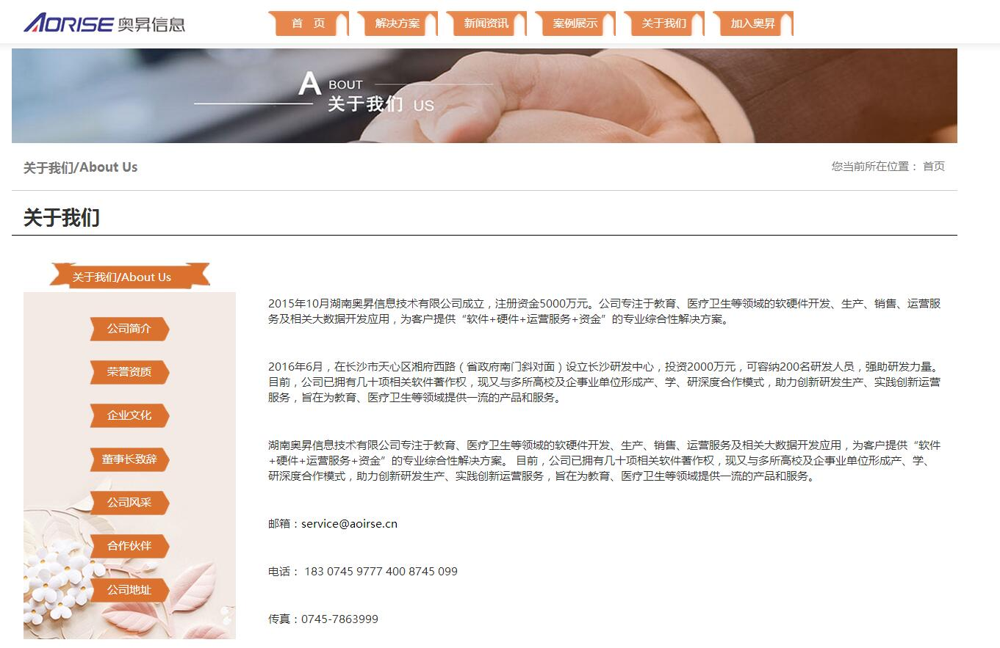 AORISE 奥昇信息
首 页 解决方案 新闻资讯 案例展示 关于我们 加入奥昇
A BOUT
关于我们 US
关于我们/About Us
您当前所在位置： 首页
关于我们
关于我们/About Us
公司简介
荣誉资质
企业文化
董事长致辞
公司风采
合作伙伴
公司地址
2015年10月湖南奥昇信息技术有限公司成立，注册资金5000万元。公司专注于教育、医疗卫生等领域的软硬件开发、生产、销售、运营服
务及相关大数据开发应用，为客户提供“软件+硬件+运营服务+资金”的专业综合性解决方案。
2016年6月，在长沙市天心区湘府西路（省政府南门斜对面）设立长沙研发中心，投资2000万元，可容纳200名研发人员，强助研发力量。
目前，公司已拥有几十项相关软件著作权，现又与多所高校及企事业单位形成产、学、研深度合作模式，助力创新研发生产、实践创新运营
服务，旨在为教育、医疗卫生等领域提供一流的产品和服务。
湖南奥昇信息技术有限公司专注于教育、医疗卫生等领域的软硬件开发、生产、销售、运营服务及相关大数据开发应用，为客户提供“软件
+硬件+运营服务+资金”的专业综合性解决方案。 目前，公司已拥有几十项相关软件著作权，现又与多所高校及企事业单位形成产、学、
研深度合作模式，助力创新研发生产、实践创新运营服务，旨在为教育、医疗卫生等领域提供一流的产品和服务。
邮箱：service@aoirse.cn
电话： 183 0745 9777 400 8745 099
传真：0745-7863999